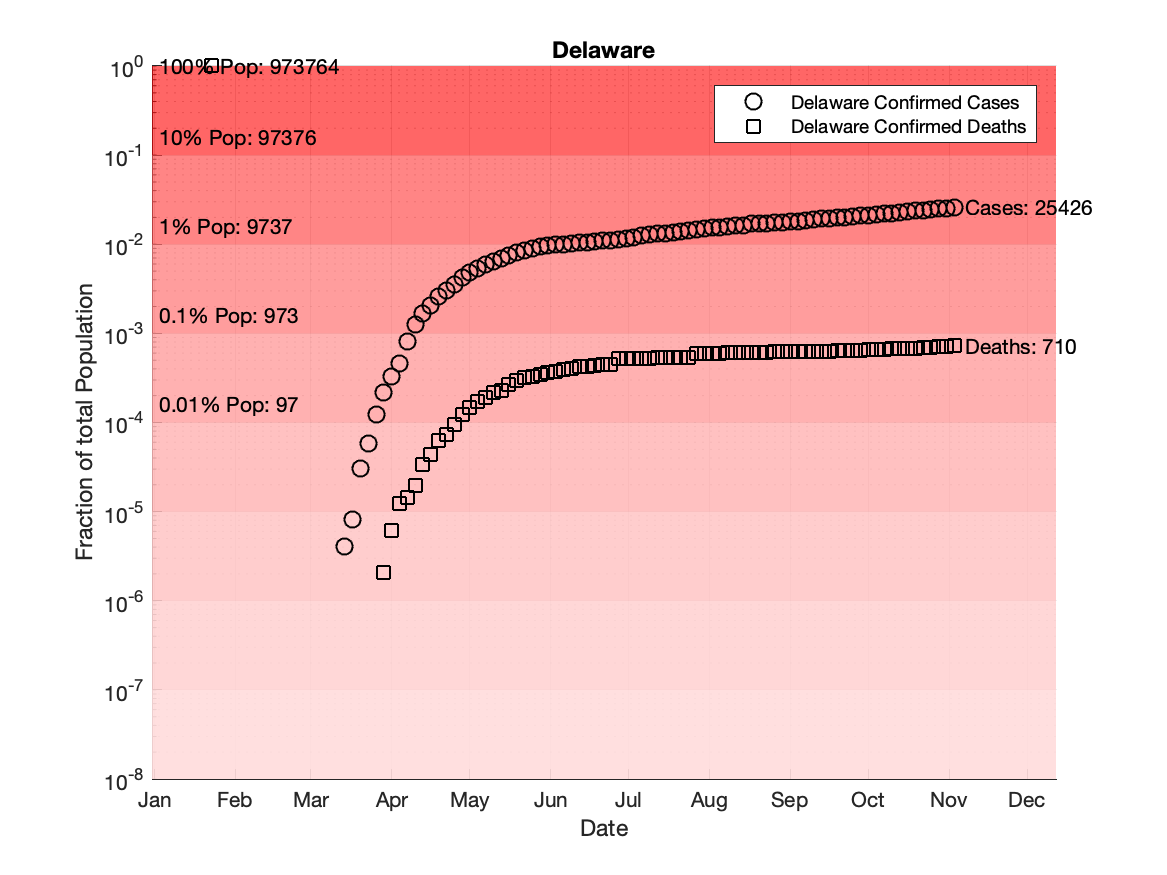 Delaware
10^0
100% Pop: 973764
Delaware Confirmed Cases
Delaware Confirmed Deaths
10% Pop: 97376
10^-1
Cases: 25426
1% Pop: 9737
10^-2
0.1% Pop: 973
10^-3
Deaths: 710
0.01% Pop: 97
10^-4
10^-5
10^-6
10^-7
10^-8
Fraction of total Population
Jan Feb Mar Apr May Jun Jul Aug Sep Oct Nov Dec
Date